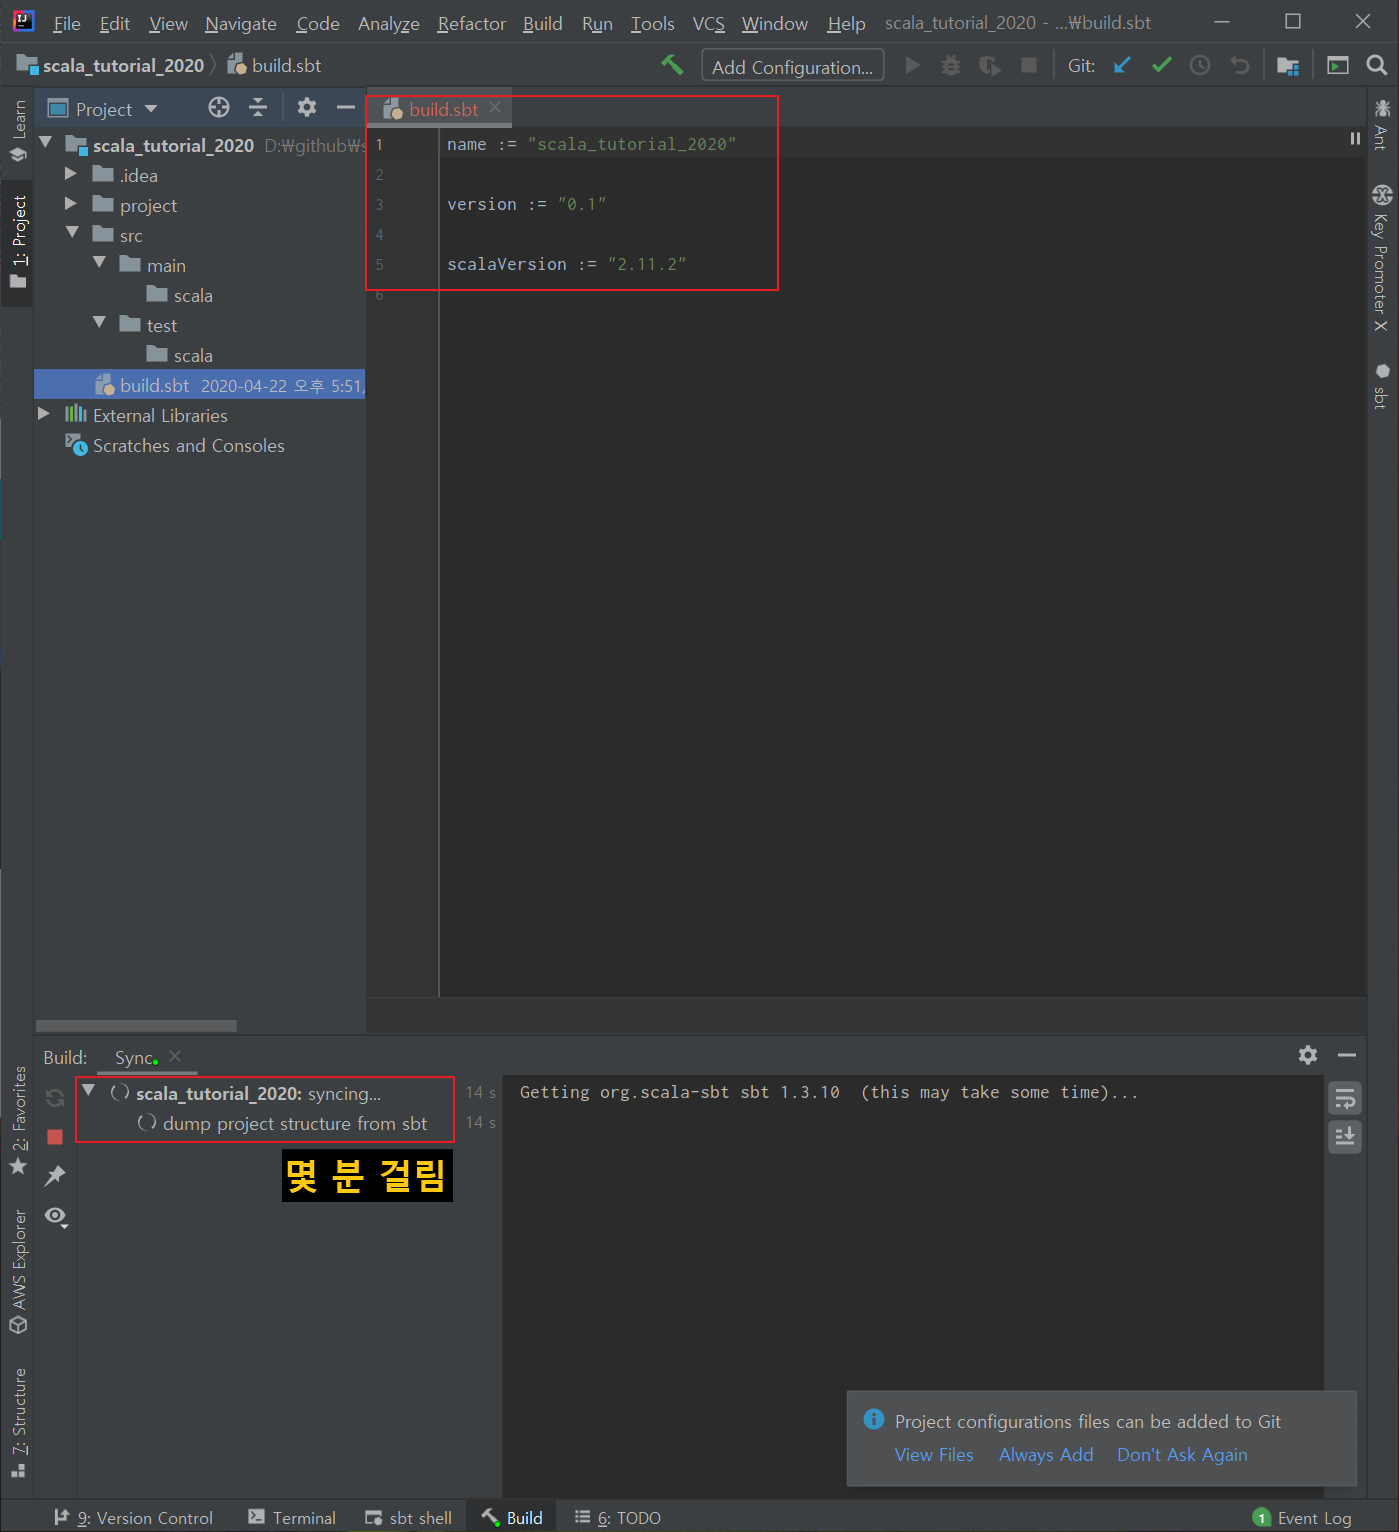 File Edit View Navigate Code Analyze Refactor Build Run Tools VCS Window Help scala_tutorial_2020 - ...₩build.sbt
scala_tutorial_2020 build.sbt Add Configuration... Git:
Learn
1: Project
Project
scala_tutorial_2020 D:₩github₩s
.idea
project
src
main
scala
test
scala
build.sbt 2020-04-22 오후 5:51,
External Libraries
Scratches and Consoles
build.sbt
1 name := "scala_tutorial_2020"
2
3 version := "0.1"
4
5 scalaVersion := "2.11.2"
6
Ant
Key Promoter X
sbt
Build: Sync
scala_tutorial_2020: syncing... 14 s
dump project structure from sbt 14 s
몇 분 걸림
Getting org.scala-sbt sbt 1.3.10 (this may take some time)...
2: Favorites
AWS Explorer
7: Structure
Project configurations files can be added to Git
View Files Always Add Don't Ask Again
9: Version Control Terminal sbt shell Build 6: TODO 1 Event Log